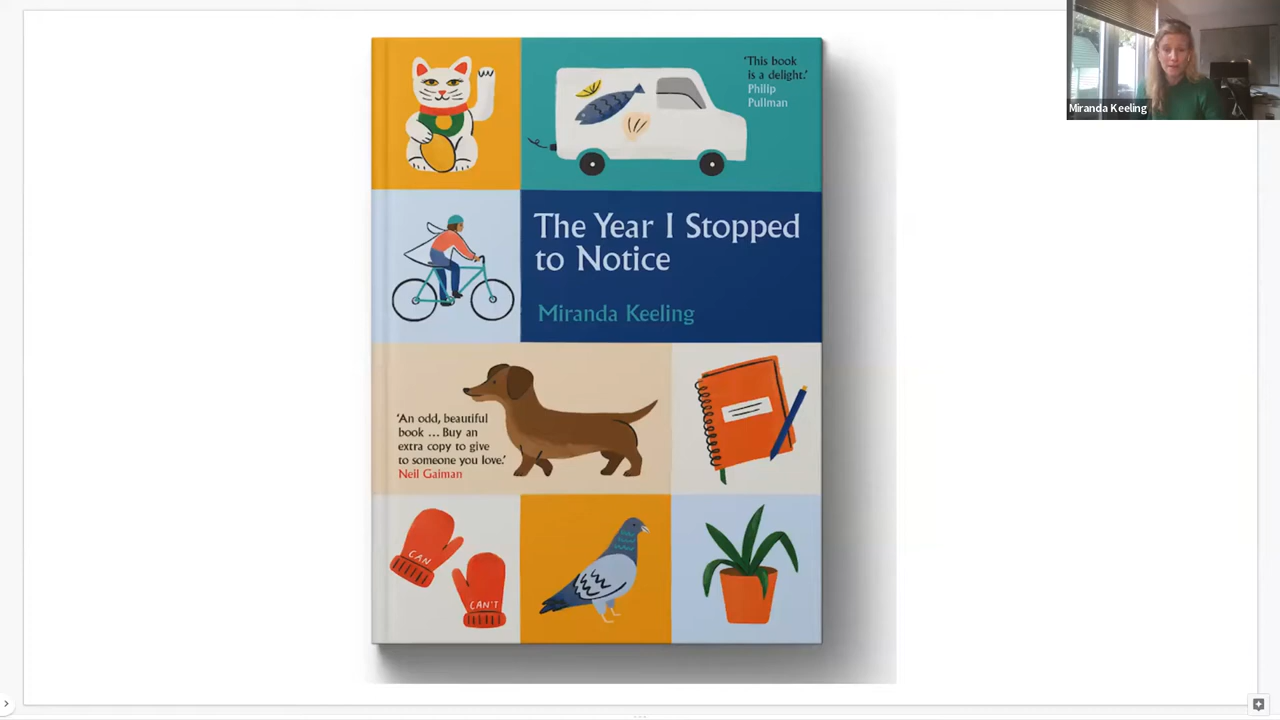 'This book
is a delight.'
Philip
Pullman
The Year I Stopped
to Notice
Miranda Keeling
'An odd, beautiful
book ... Buy an
extra copy to give
to someone you love.'
Neil Gaiman
CAN
CAN'T
Miranda Keeling